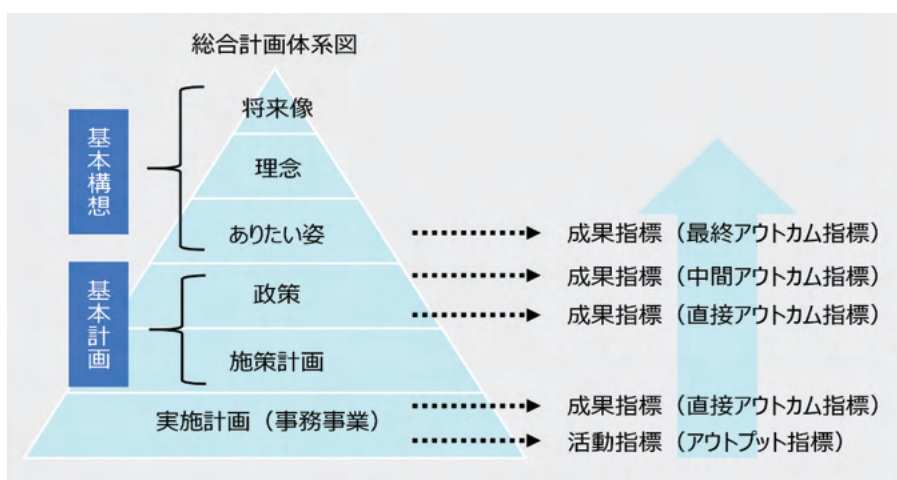 総合計画体系図
基本構想
将来像
理念
ありたい姿
成果指標（最終アウトカム指標）
基本計画
政策
成果指標（中間アウトカム指標）
成果指標（直接アウトカム指標）
施策計画
実施計画（事務事業）
成果指標（直接アウトカム指標）
活動指標（アウトプット指標）